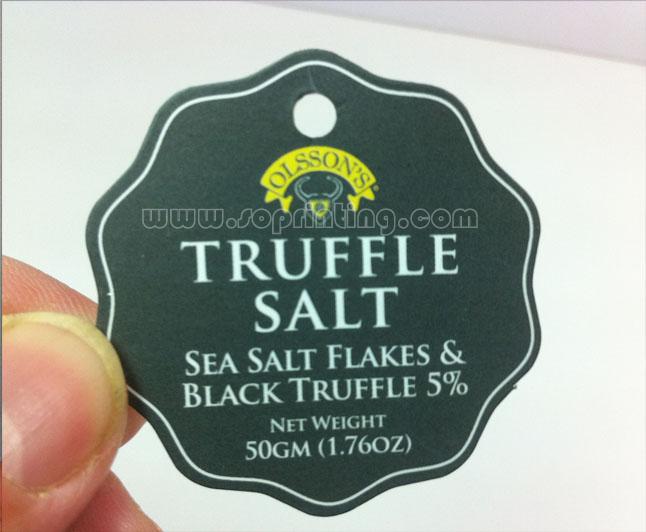 OLSSON'S®
www.soprinting.com
TRUFFLE
SALT
SEA SALT FLAKES &
BLACK TRUFFLE 5%
NET WEIGHT
50GM (1.76OZ)